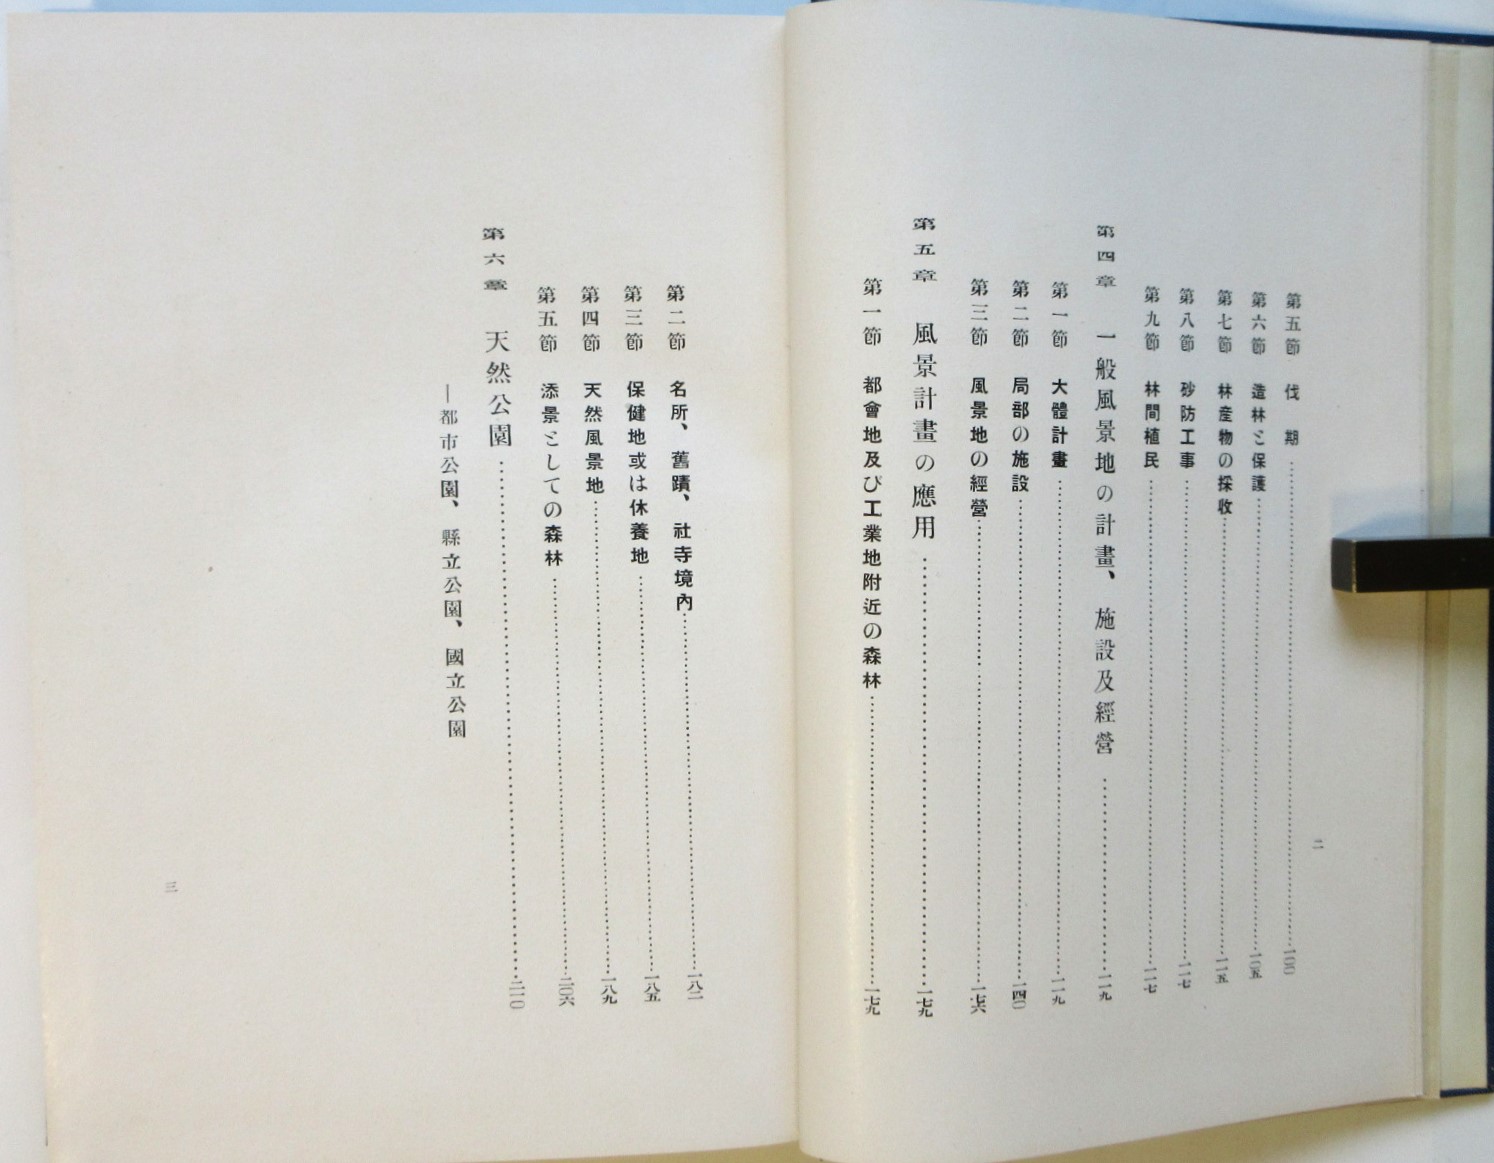 第五節 伐期……一〇〇
第六節 造林と保護……一〇五
第七節 林産物の採收……一一五
第八節 砂防工事……一一七
第九節 林間植民……一一七
第四章 一般風景地の計畫、施設及經營……一一九
第一節 大體計畫……一一九
第二節 局部の施設……一四〇
第三節 風景地の經營……一七六
第五章 風景計畫の應用……一七九
第一節 都會地及び工業地附近の森林……一七九
二
第二節 名所、舊蹟、社寺境內……一八二
第三節 保健地或は休養地……一八五
第四節 天然風景地……一八九
第五節 添景としての森林……二〇六
第六章 天然公園……二一〇
―都市公園、縣立公園、國立公園
三